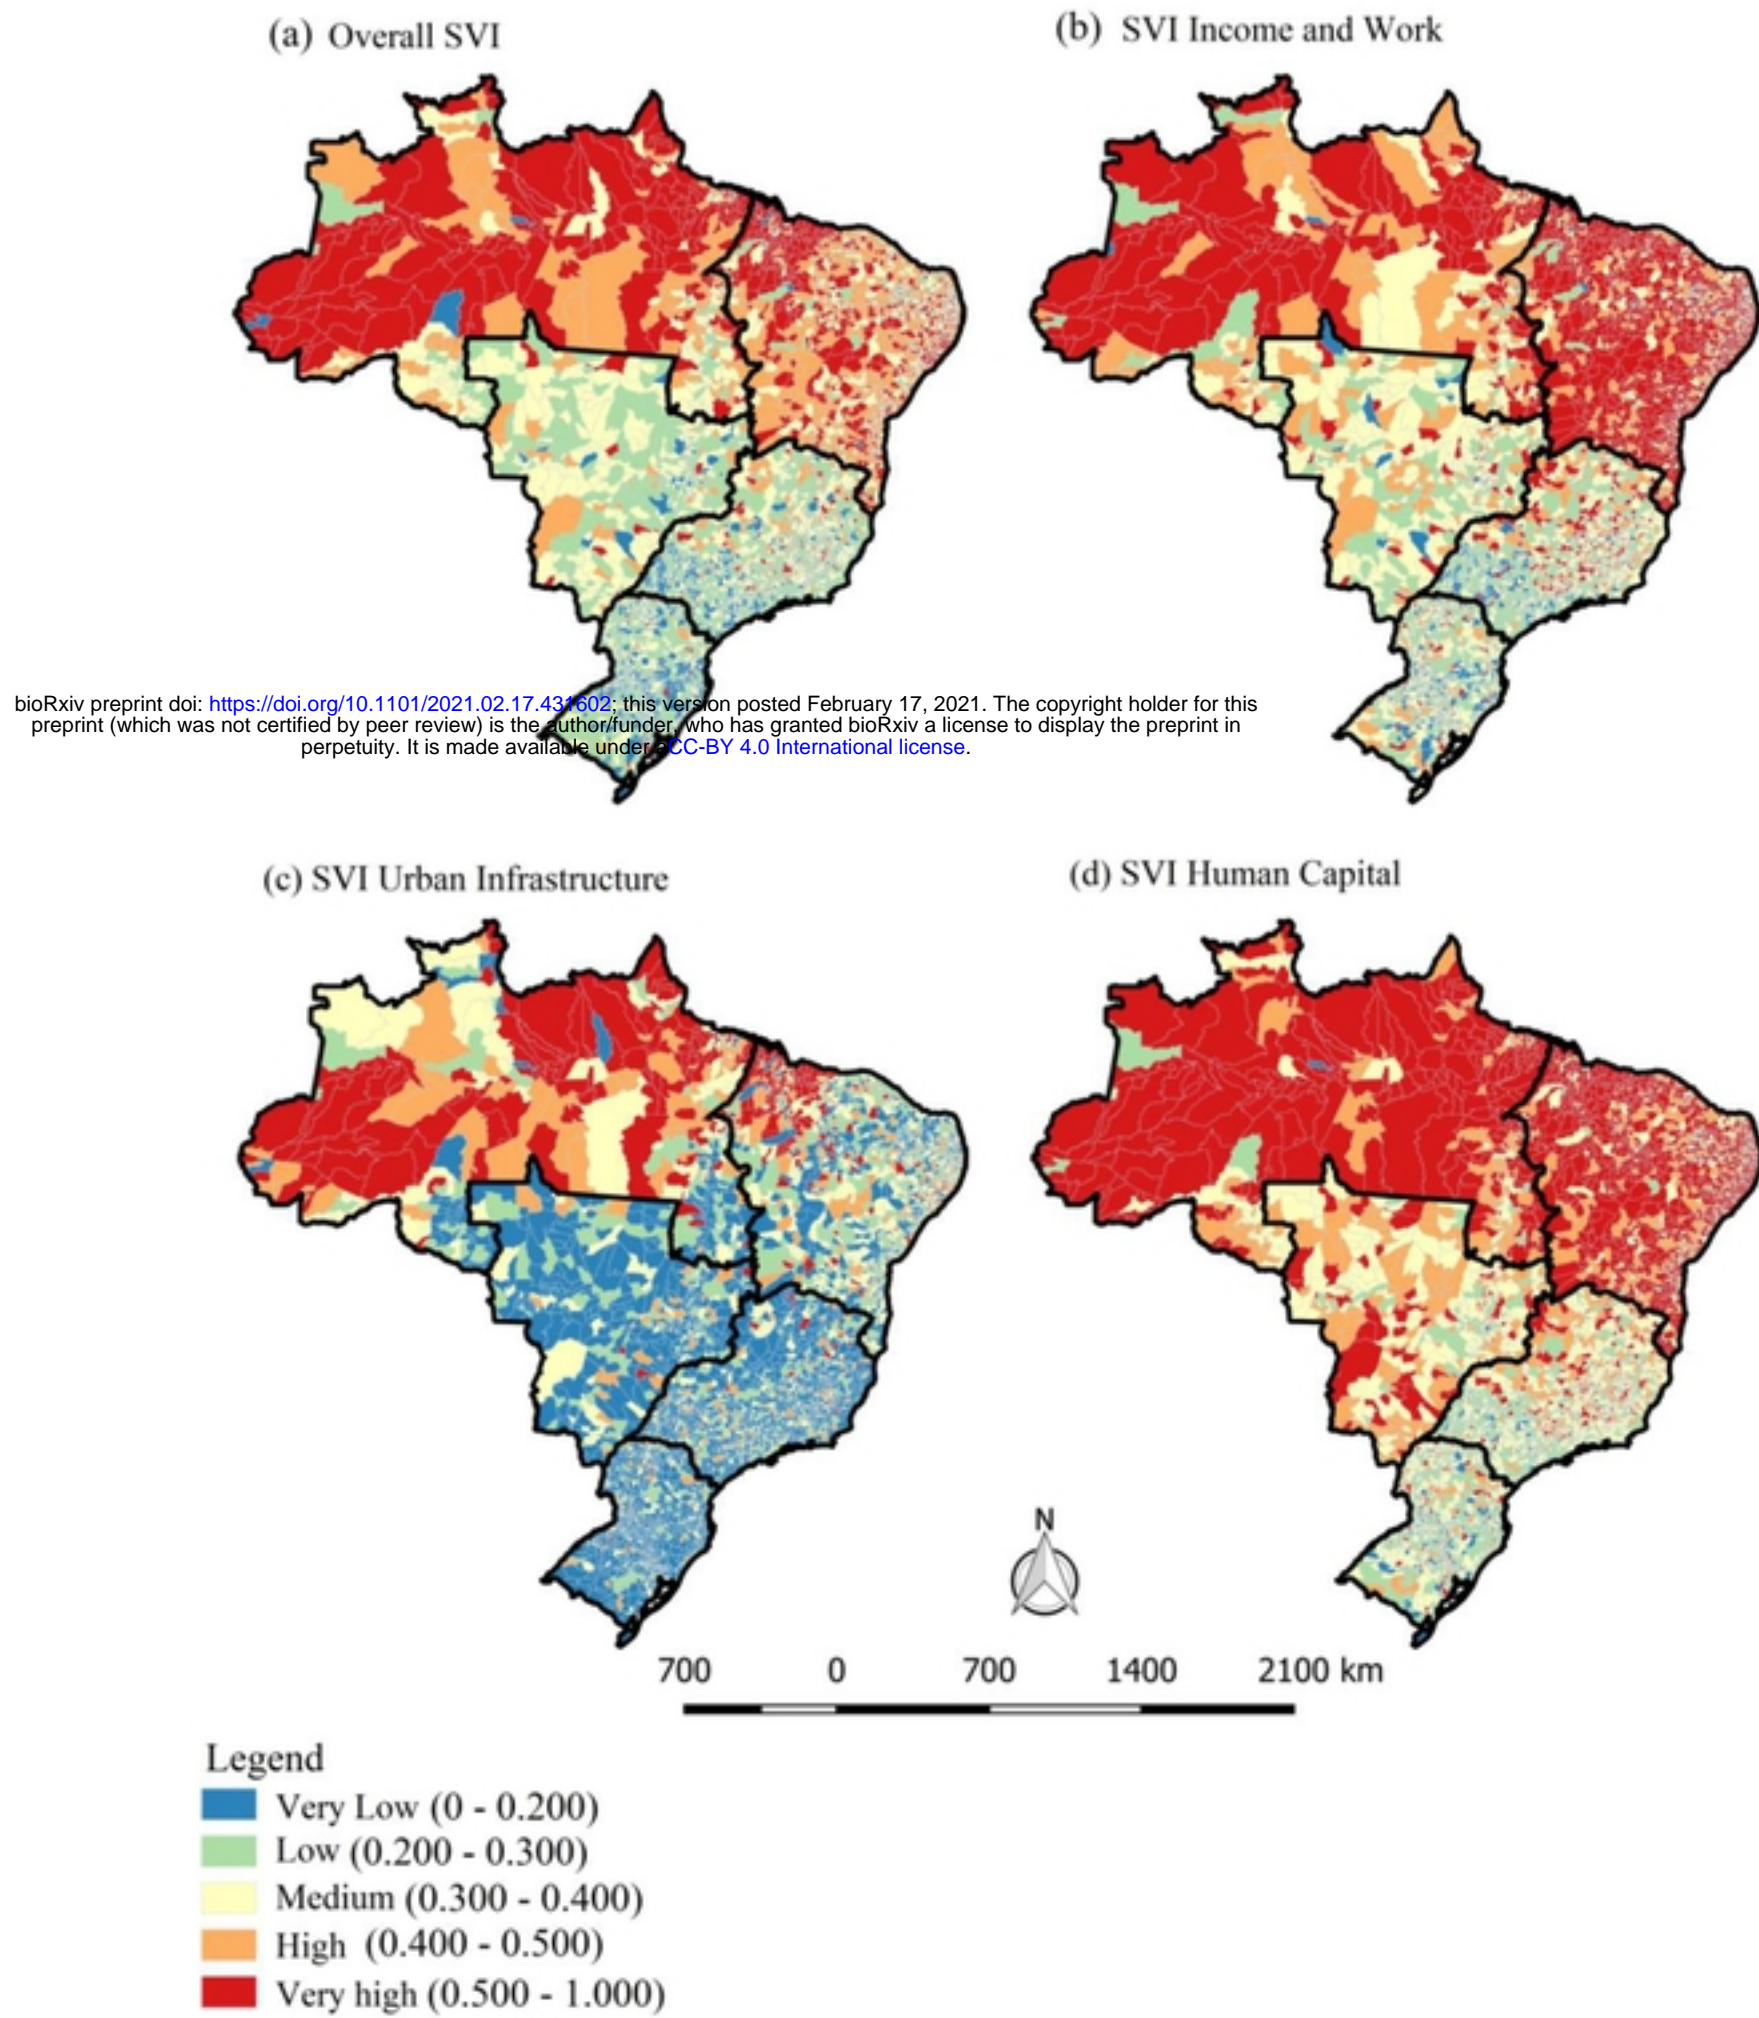 (a) Overall SVI
(b) SVI Income and Work
bioRxiv preprint doi: https://doi.org/10.1101/2021.02.17.431602; this version posted February 17, 2021. The copyright holder for this
preprint (which was not certified by peer review) is the author/funder, who has granted bioRxiv a license to display the preprint in
perpetuity. It is made available under aCC-BY 4.0 International license.
(c) SVI Urban Infrastructure
(d) SVI Human Capital
N
700 0 700 1400 2100 km
Legend
Very Low (0 - 0.200)
Low (0.200 - 0.300)
Medium (0.300 - 0.400)
High (0.400 - 0.500)
Very high (0.500 - 1.000)